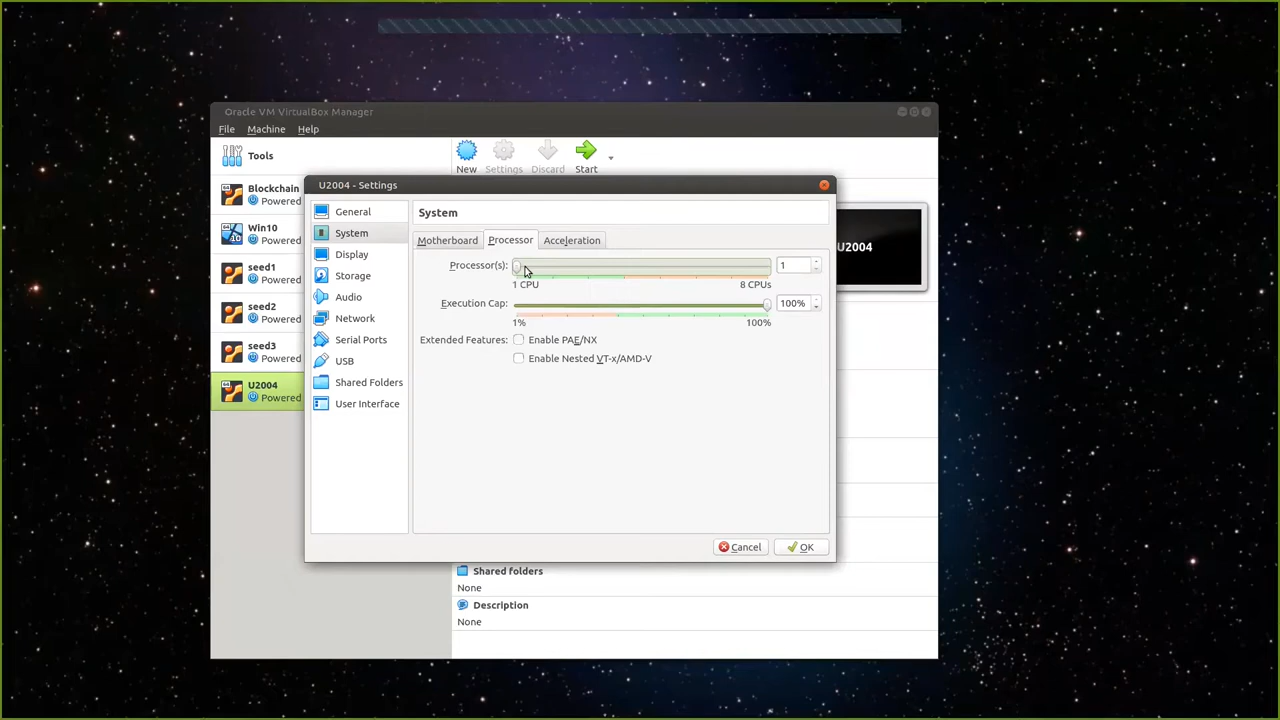 Oracle VM VirtualBox Manager
File Machine Help
Tools
New Settings Discard Start
Blockchain
Powered
Win10
Powered
seed1
Powered
seed2
Powered
seed3
Powered
U2004
Powered
U2004 - Settings
General
System
Display
Storage
Audio
Network
Serial Ports
USB
Shared Folders
User Interface
System
Motherboard Processor Acceleration
Processor(s): 1
1 CPU 8 CPUs
Execution Cap: 100%
1% 100%
Extended Features: Enable PAE/NX
Enable Nested VT-x/AMD-V
Cancel OK
U2004
Shared folders
None
Description
None